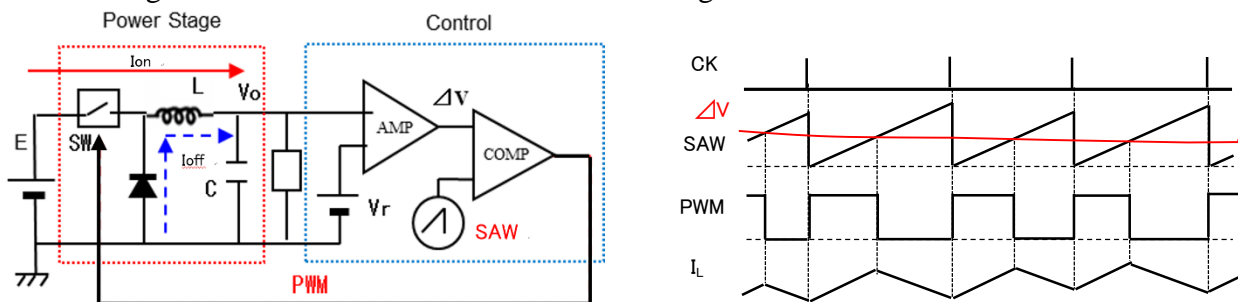 Power Stage
Control
Ion
L
Vo
ΔV
E
SW
AMP
COMP
Ioff
C
Vr
SAW
PWM
CK
ΔV
SAW
PWM
IL